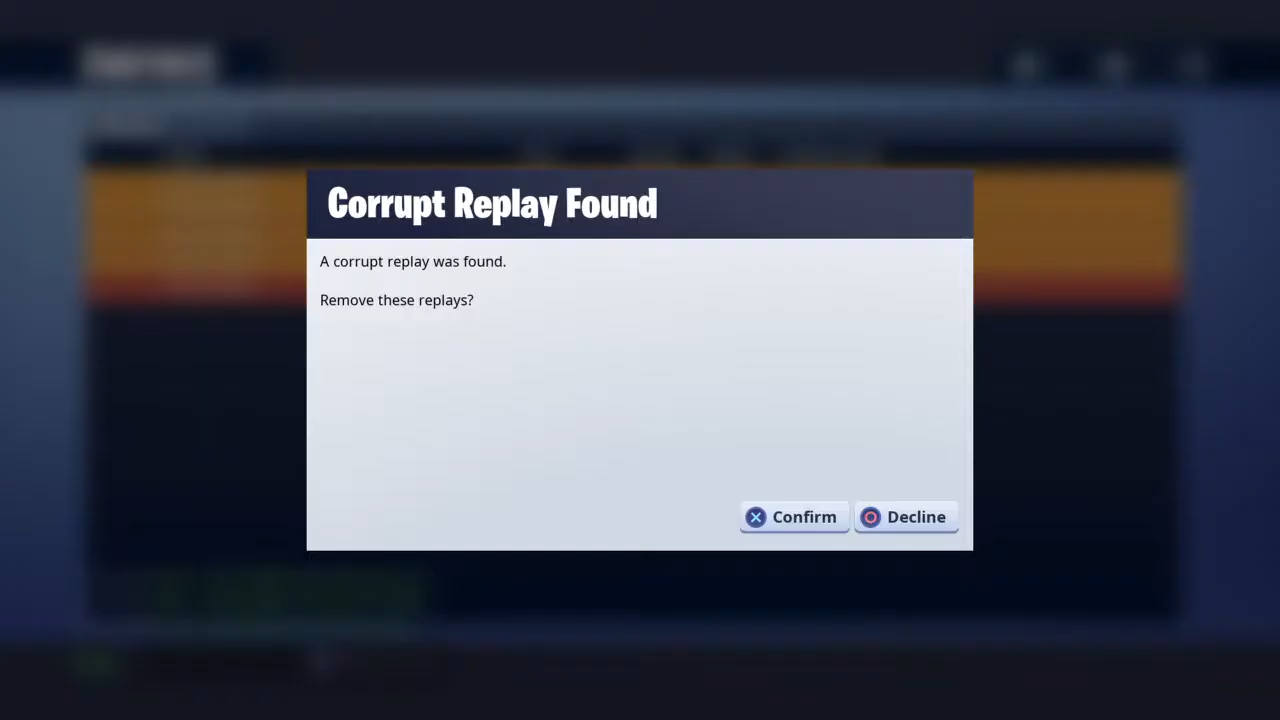 Corrupt Replay Found
A corrupt replay was found.
Remove these replays?
Confirm
Decline